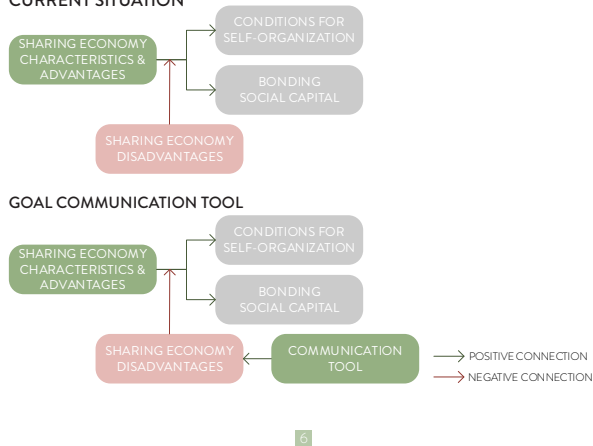 CURRENT SITUATION
CONDITIONS FOR
SELF-ORGANIZATION
SHARING ECONOMY
CHARACTERISTICS &
ADVANTAGES
BONDING
SOCIAL CAPITAL
SHARING ECONOMY
DISADVANTAGES
GOAL COMMUNICATION TOOL
CONDITIONS FOR
SELF-ORGANIZATION
SHARING ECONOMY
CHARACTERISTICS &
ADVANTAGES
BONDING
SOCIAL CAPITAL
SHARING ECONOMY
DISADVANTAGES
COMMUNICATION
TOOL
POSITIVE CONNECTION
NEGATIVE CONNECTION
6